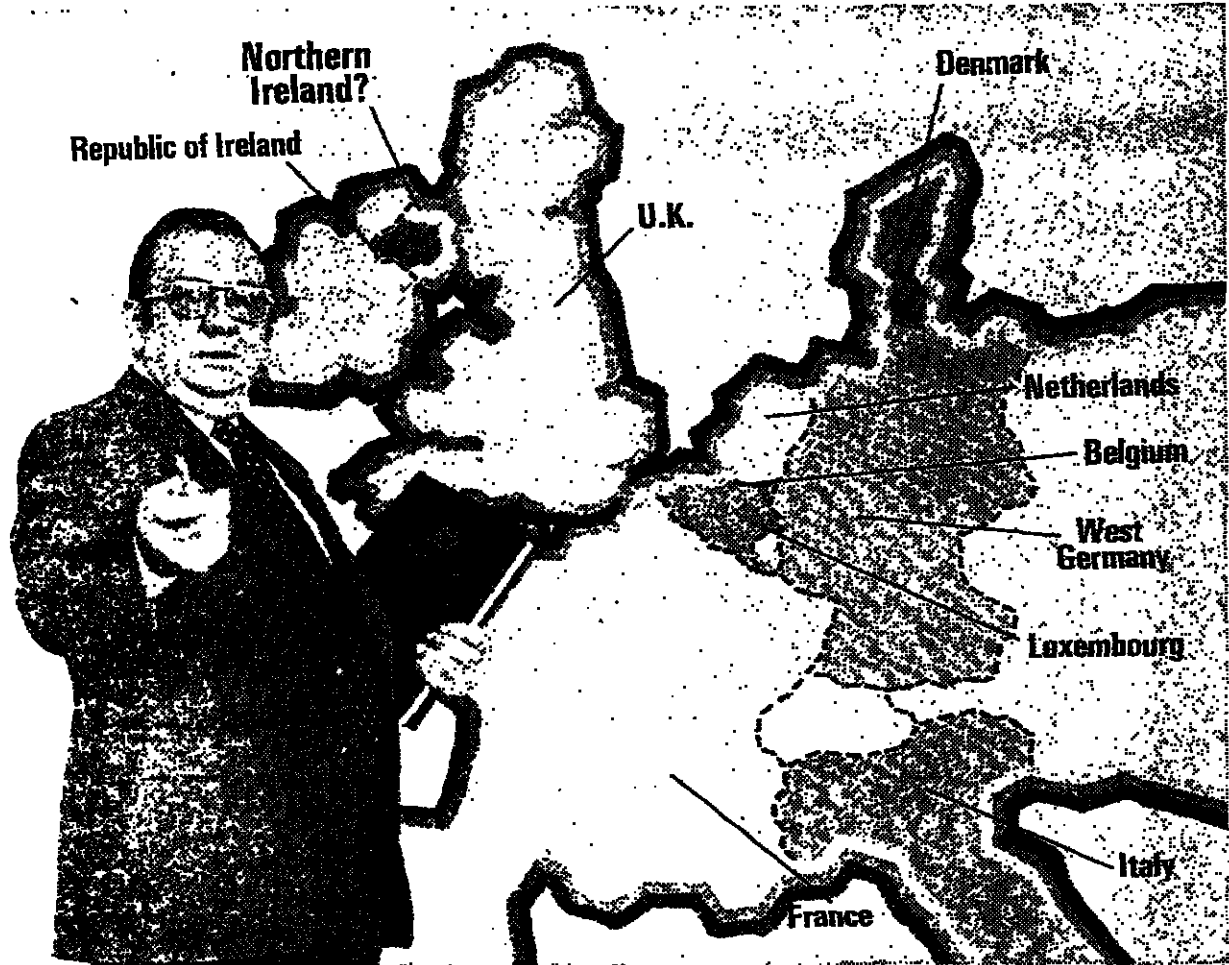 Northern
Ireland?
Republic of Ireland
U.K.
Denmark
Netherlands
Belgium
West
Germany
Luxembourg
Italy
France